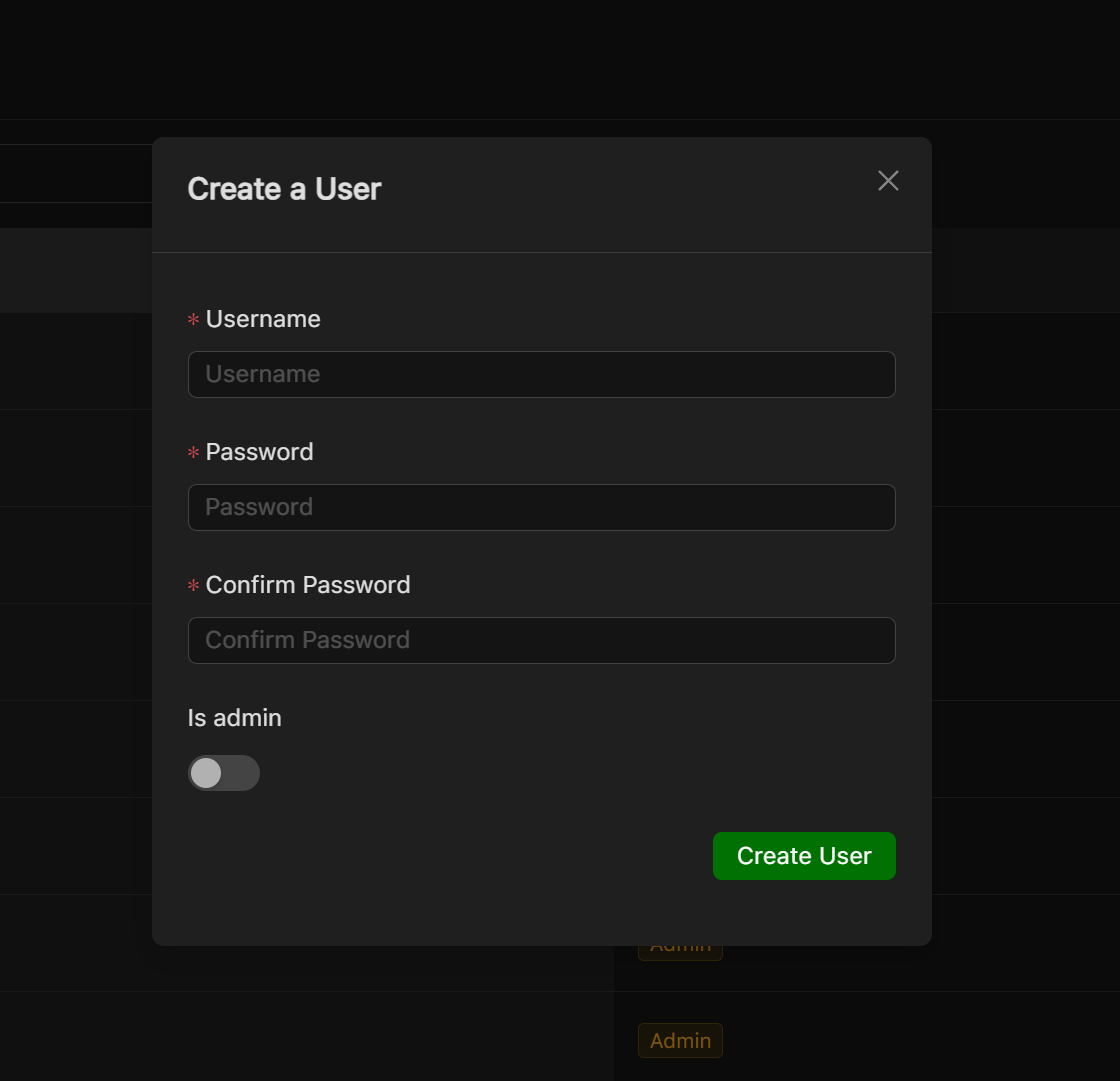 Create a User
* Username
Username
* Password
Password
* Confirm Password
Confirm Password
Is admin
Create User
Admin
Admin